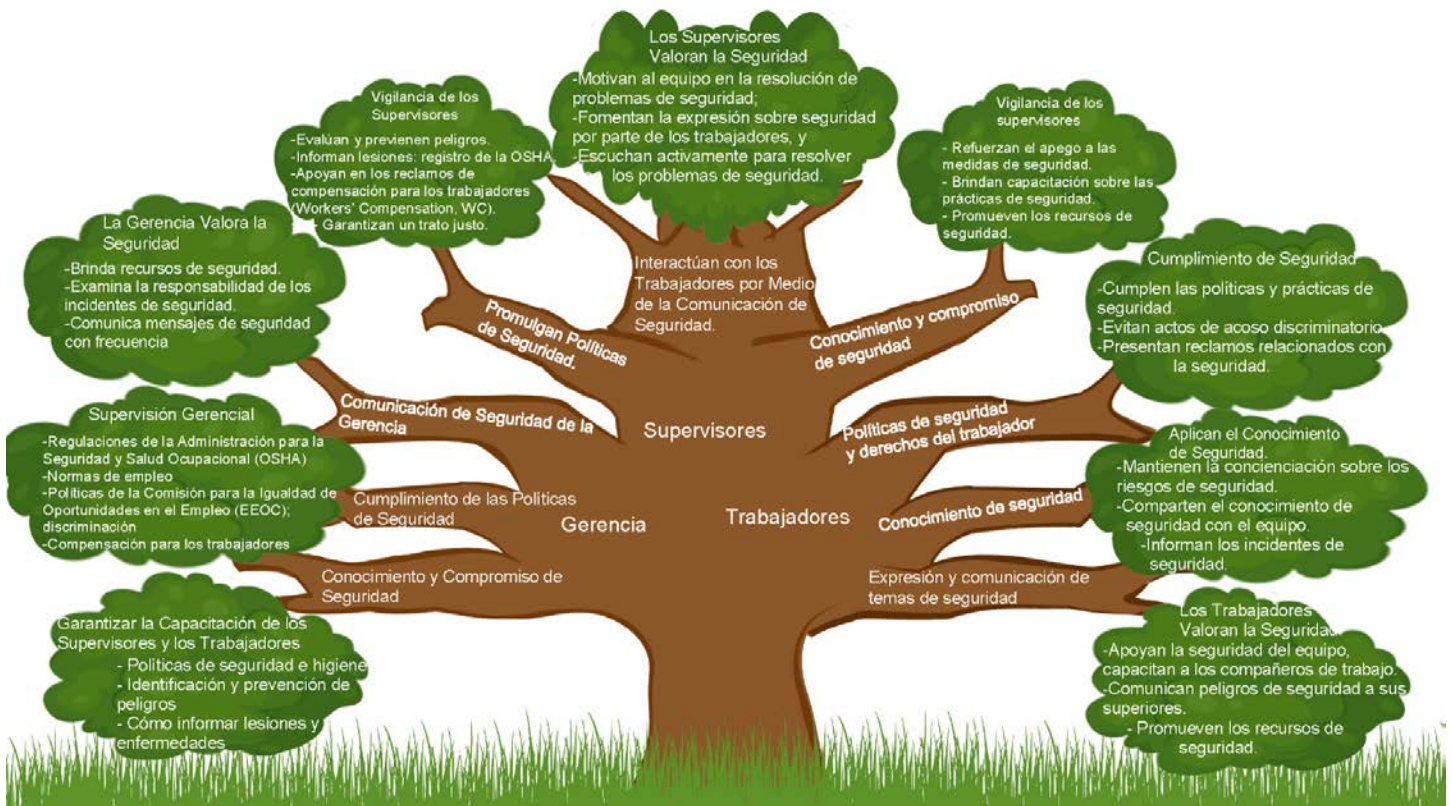 Los Supervisores
Valoran la Seguridad
-Motivan al equipo en la resolución de
problemas de seguridad;
-Fomentan la expresión sobre seguridad
por parte de los trabajadores, y
-Escuchan activamente para resolver
los problemas de seguridad.
Vigilancia de los
Supervisores
-Evalúan y previenen peligros.
-Informan lesiones: registro de la OSHA.
-Apoyan en los reclamos de
compensación para los trabajadores
(Workers' Compensation, WC).
- Garantizan un trato justo.
Vigilancia de los
supervisores
- Refuerzan el apego a las
medidas de seguridad.
- Brindan capacitación sobre las
prácticas de seguridad.
- Promueven los recursos de
seguridad.
La Gerencia Valora la
Seguridad
-Brinda recursos de seguridad.
-Examina la responsabilidad de los
incidentes de seguridad.
-Comunica mensajes de seguridad
con frecuencia
Cumplimiento de Seguridad
-Cumplen las políticas y prácticas de
seguridad.
-Evitan actos de acoso discriminatorio
-Presentan reclamos relacionados con
la seguridad.
Interactúan con los
Trabajadores por Medio
de la Comunicación de
Seguridad.
Promulgan Políticas
de Seguridad.
Conocimiento y compromiso
de seguridad
Comunicación de Seguridad de la
Gerencia
Supervisores
Políticas de seguridad
y derechos del trabajador
Supervisión Gerencial
-Regulaciones de la Administración para la
Seguridad y Salud Ocupacional (OSHA)
-Normas de empleo
-Políticas de la Comisión para la Igualdad de
Oportunidades en el Empleo (EEOC);
discriminación
-Compensación para los trabajadores
Cumplimiento de las Políticas
de Seguridad
Gerencia
Trabajadores
Conocimiento de seguridad
Aplican el Conocimiento
de Seguridad.
-Mantienen la concienciación sobre los
riesgos de seguridad.
-Comparten el conocimiento de
seguridad con el equipo.
-Informan los incidentes de
seguridad.
Conocimiento y Compromiso de
Seguridad
Expresión y comunicación de
temas de seguridad
Garantizar la Capacitación de los
Supervisores y los Trabajadores
- Políticas de seguridad e higiene
- Identificación y prevención de
peligros
- Cómo informar lesiones y
enfermedades
Los Trabajadores
Valoran la Seguridad.
-Apoyan la seguridad del equipo,
capacitan a los compañeros de trabajo.
-Comunican peligros de seguridad a sus
superiores.
- Promueven los recursos de
seguridad.